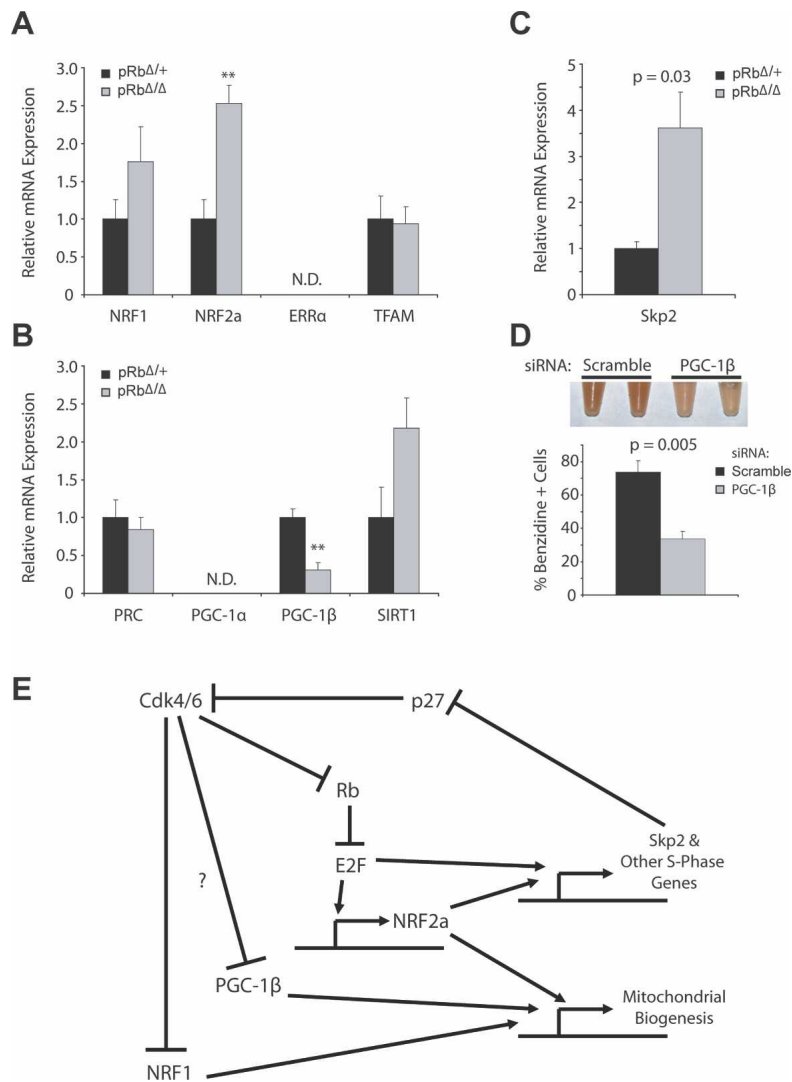 A
Relative mRNA Expression
3.0
2.5
2.0
1.5
1.0
0.5
0
pRbΔ/+
pRbΔ/Δ
**
N.D.
NRF1 NRF2a ERRα TFAM
B
Relative mRNA Expression
3.0
2.5
2.0
1.5
1.0
0.5
0
pRbΔ/+
pRbΔ/Δ
N.D.
**
PRC PGC-1α PGC-1β SIRT1
C
Relative mRNA Expression
5
4
3
2
1
0
p = 0.03
pRbΔ/+
pRbΔ/Δ
Skp2
D
siRNA: Scramble PGC-1β
% Benzidine + Cells
80
60
40
20
0
p = 0.005
siRNA:
Scramble
PGC-1β
E
Cdk4/6
p27
Rb
E2F
Skp2 &
Other S-Phase
Genes
?
NRF2a
PGC-1β
Mitochondrial
Biogenesis
NRF1